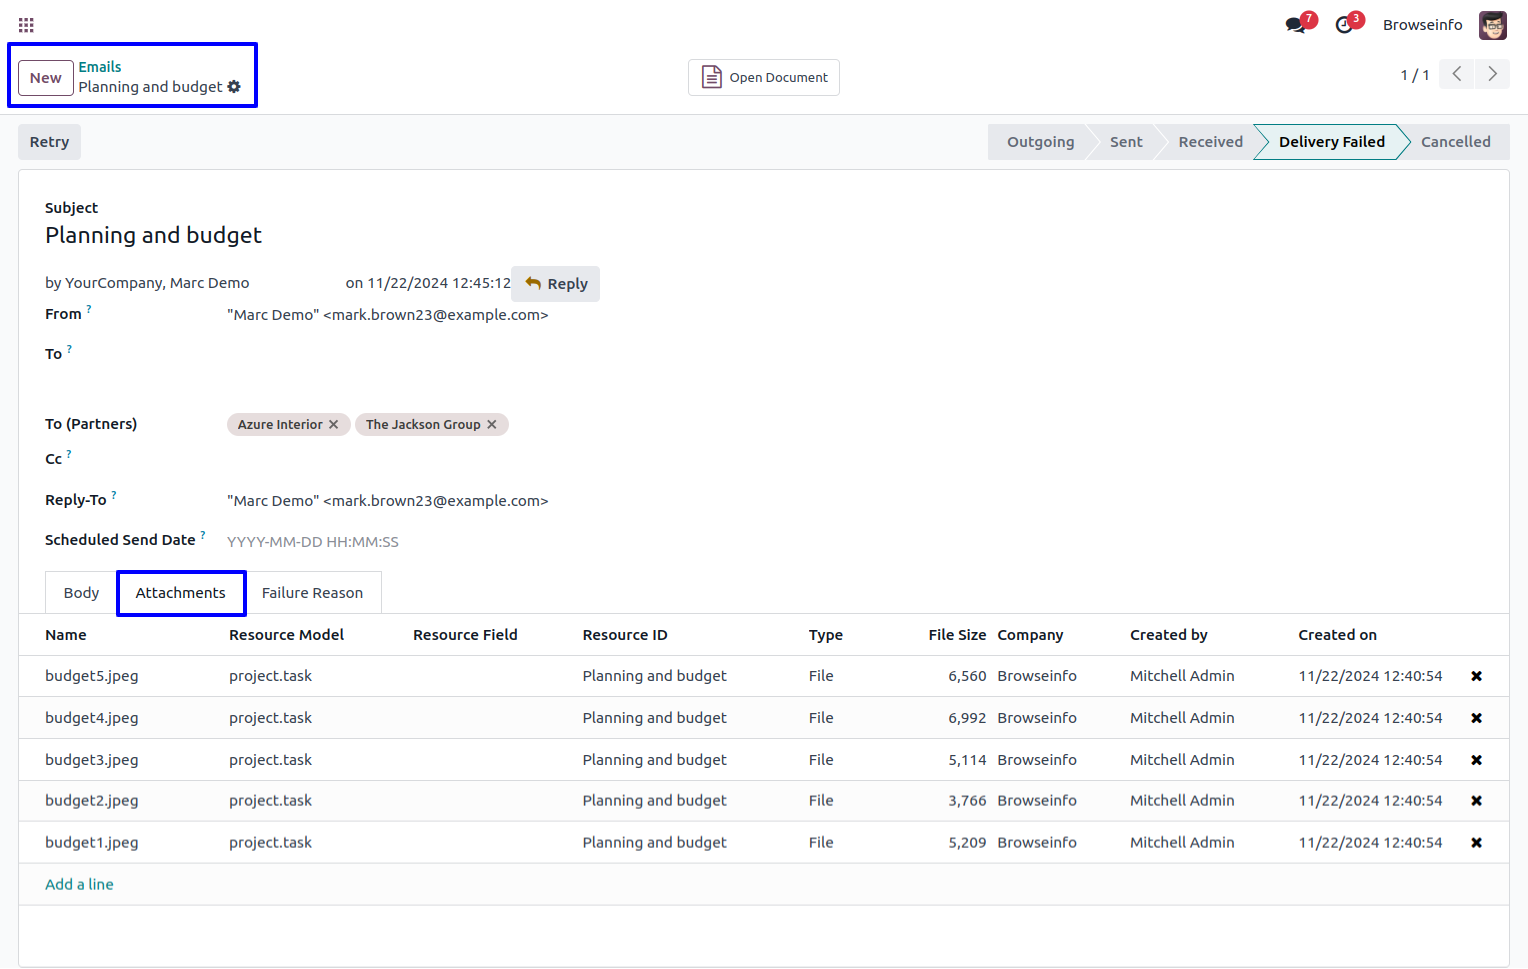 7 3 Browseinfo
New Emails
Planning and budget
Open Document
1 / 1
Retry
Outgoing Sent Received Delivery Failed Cancelled
Subject
Planning and budget
by YourCompany, Marc Demo on 11/22/2024 12:45:12 Reply
From ? "Marc Demo" <mark.brown23@example.com>
To ?
To (Partners) Azure Interior ✕ The Jackson Group ✕
Cc ?
Reply-To ? "Marc Demo" <mark.brown23@example.com>
Scheduled Send Date ? YYYY-MM-DD HH:MM:SS
Body Attachments Failure Reason
Name Resource Model Resource Field Resource ID Type File Size Company Created by Created on
budget5.jpeg project.task Planning and budget File 6,560 Browseinfo Mitchell Admin 11/22/2024 12:40:54
budget4.jpeg project.task Planning and budget File 6,992 Browseinfo Mitchell Admin 11/22/2024 12:40:54
budget3.jpeg project.task Planning and budget File 5,114 Browseinfo Mitchell Admin 11/22/2024 12:40:54
budget2.jpeg project.task Planning and budget File 3,766 Browseinfo Mitchell Admin 11/22/2024 12:40:54
budget1.jpeg project.task Planning and budget File 5,209 Browseinfo Mitchell Admin 11/22/2024 12:40:54
Add a line